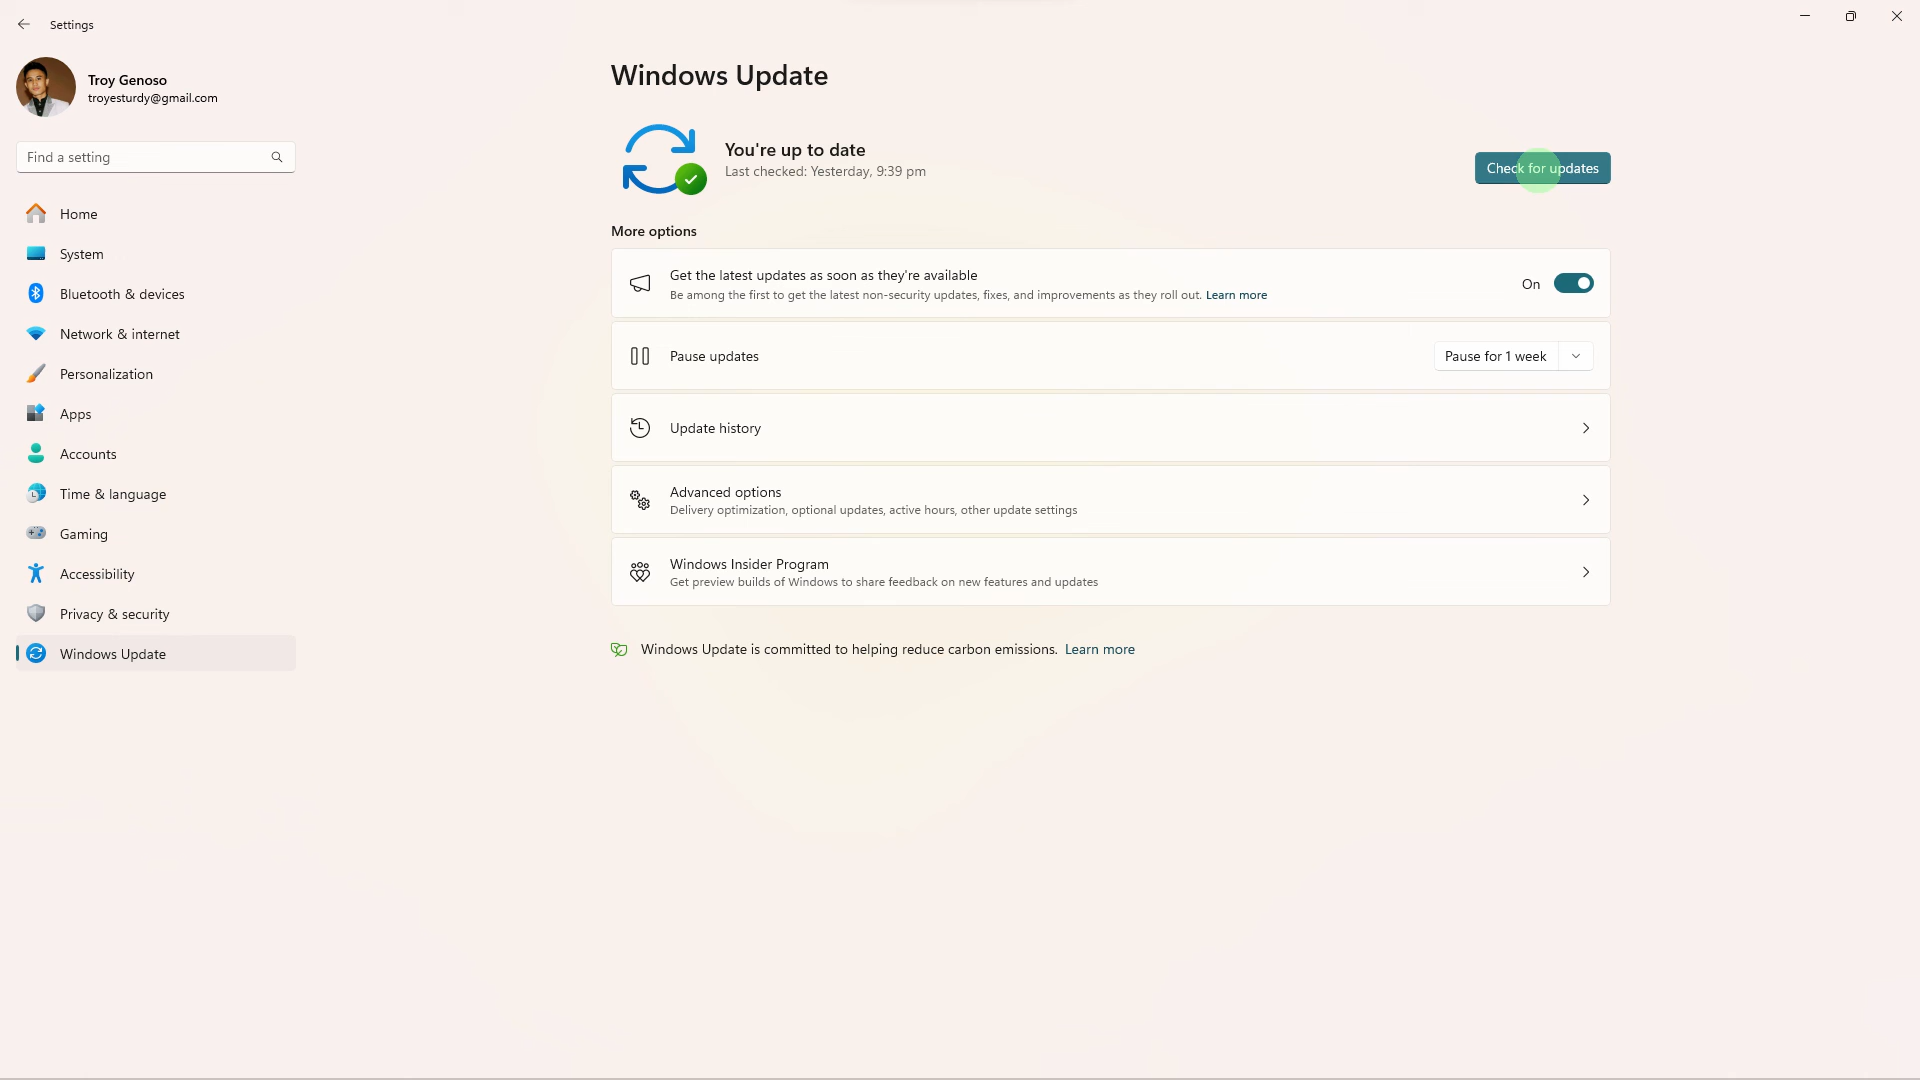 Settings
Troy Genoso
troyesturdy@gmail.com
Find a setting
Home
System
Bluetooth & devices
Network & internet
Personalization
Apps
Accounts
Time & language
Gaming
Accessibility
Privacy & security
Windows Update
Windows Update
You're up to date
Last checked: Yesterday, 9:39 pm
Check for updates
More options
Get the latest updates as soon as they're available
Be among the first to get the latest non-security updates, fixes, and improvements as they roll out. Learn more
On
Pause updates
Pause for 1 week
Update history
Advanced options
Delivery optimization, optional updates, active hours, other update settings
Windows Insider Program
Get preview builds of Windows to share feedback on new features and updates
Windows Update is committed to helping reduce carbon emissions. Learn more